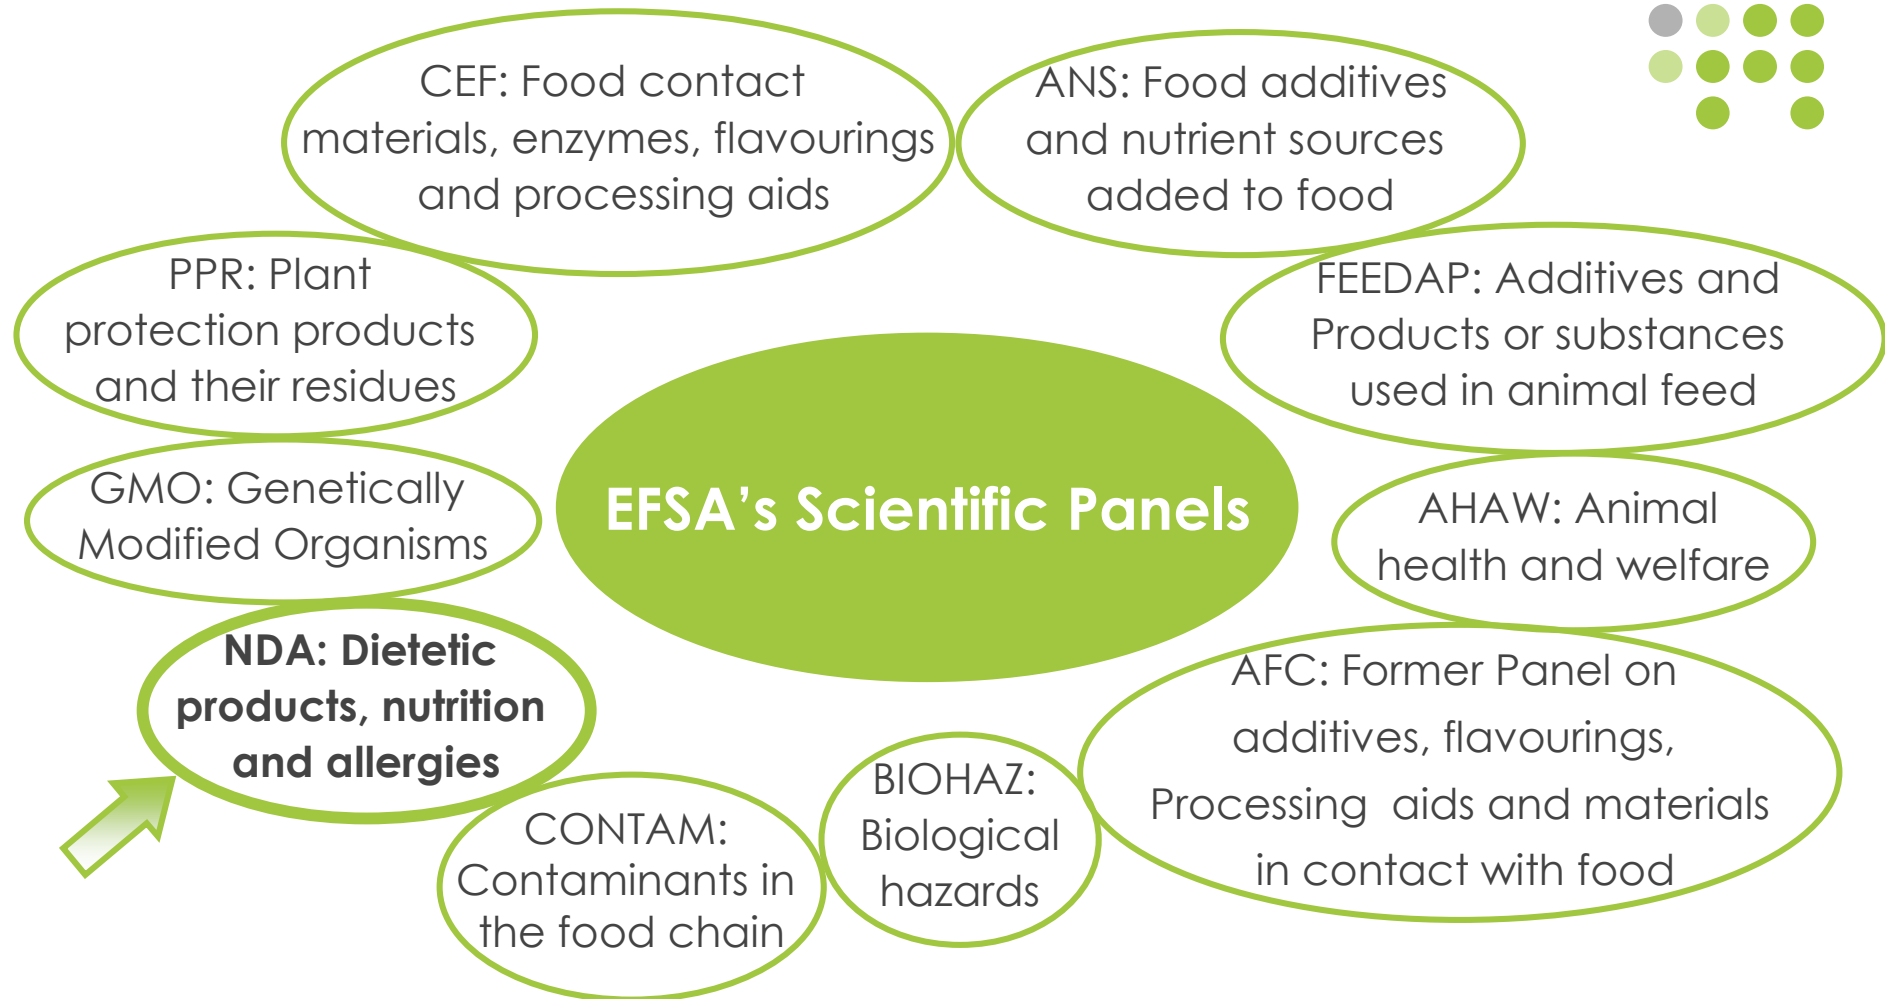 CEF: Food contact
materials, enzymes, flavourings
and processing aids
ANS: Food additives
and nutrient sources
added to food
PPR: Plant
protection products
and their residues
FEEDAP: Additives and
Products or substances
used in animal feed
EFSA’s Scientific Panels
GMO: Genetically
Modified Organisms
AHAW: Animal
health and welfare
NDA: Dietetic
products, nutrition
and allergies
AFC: Former Panel on
additives, flavourings,
Processing aids and materials
in contact with food
CONTAM:
Contaminants in
the food chain
BIOHAZ:
Biological
hazards